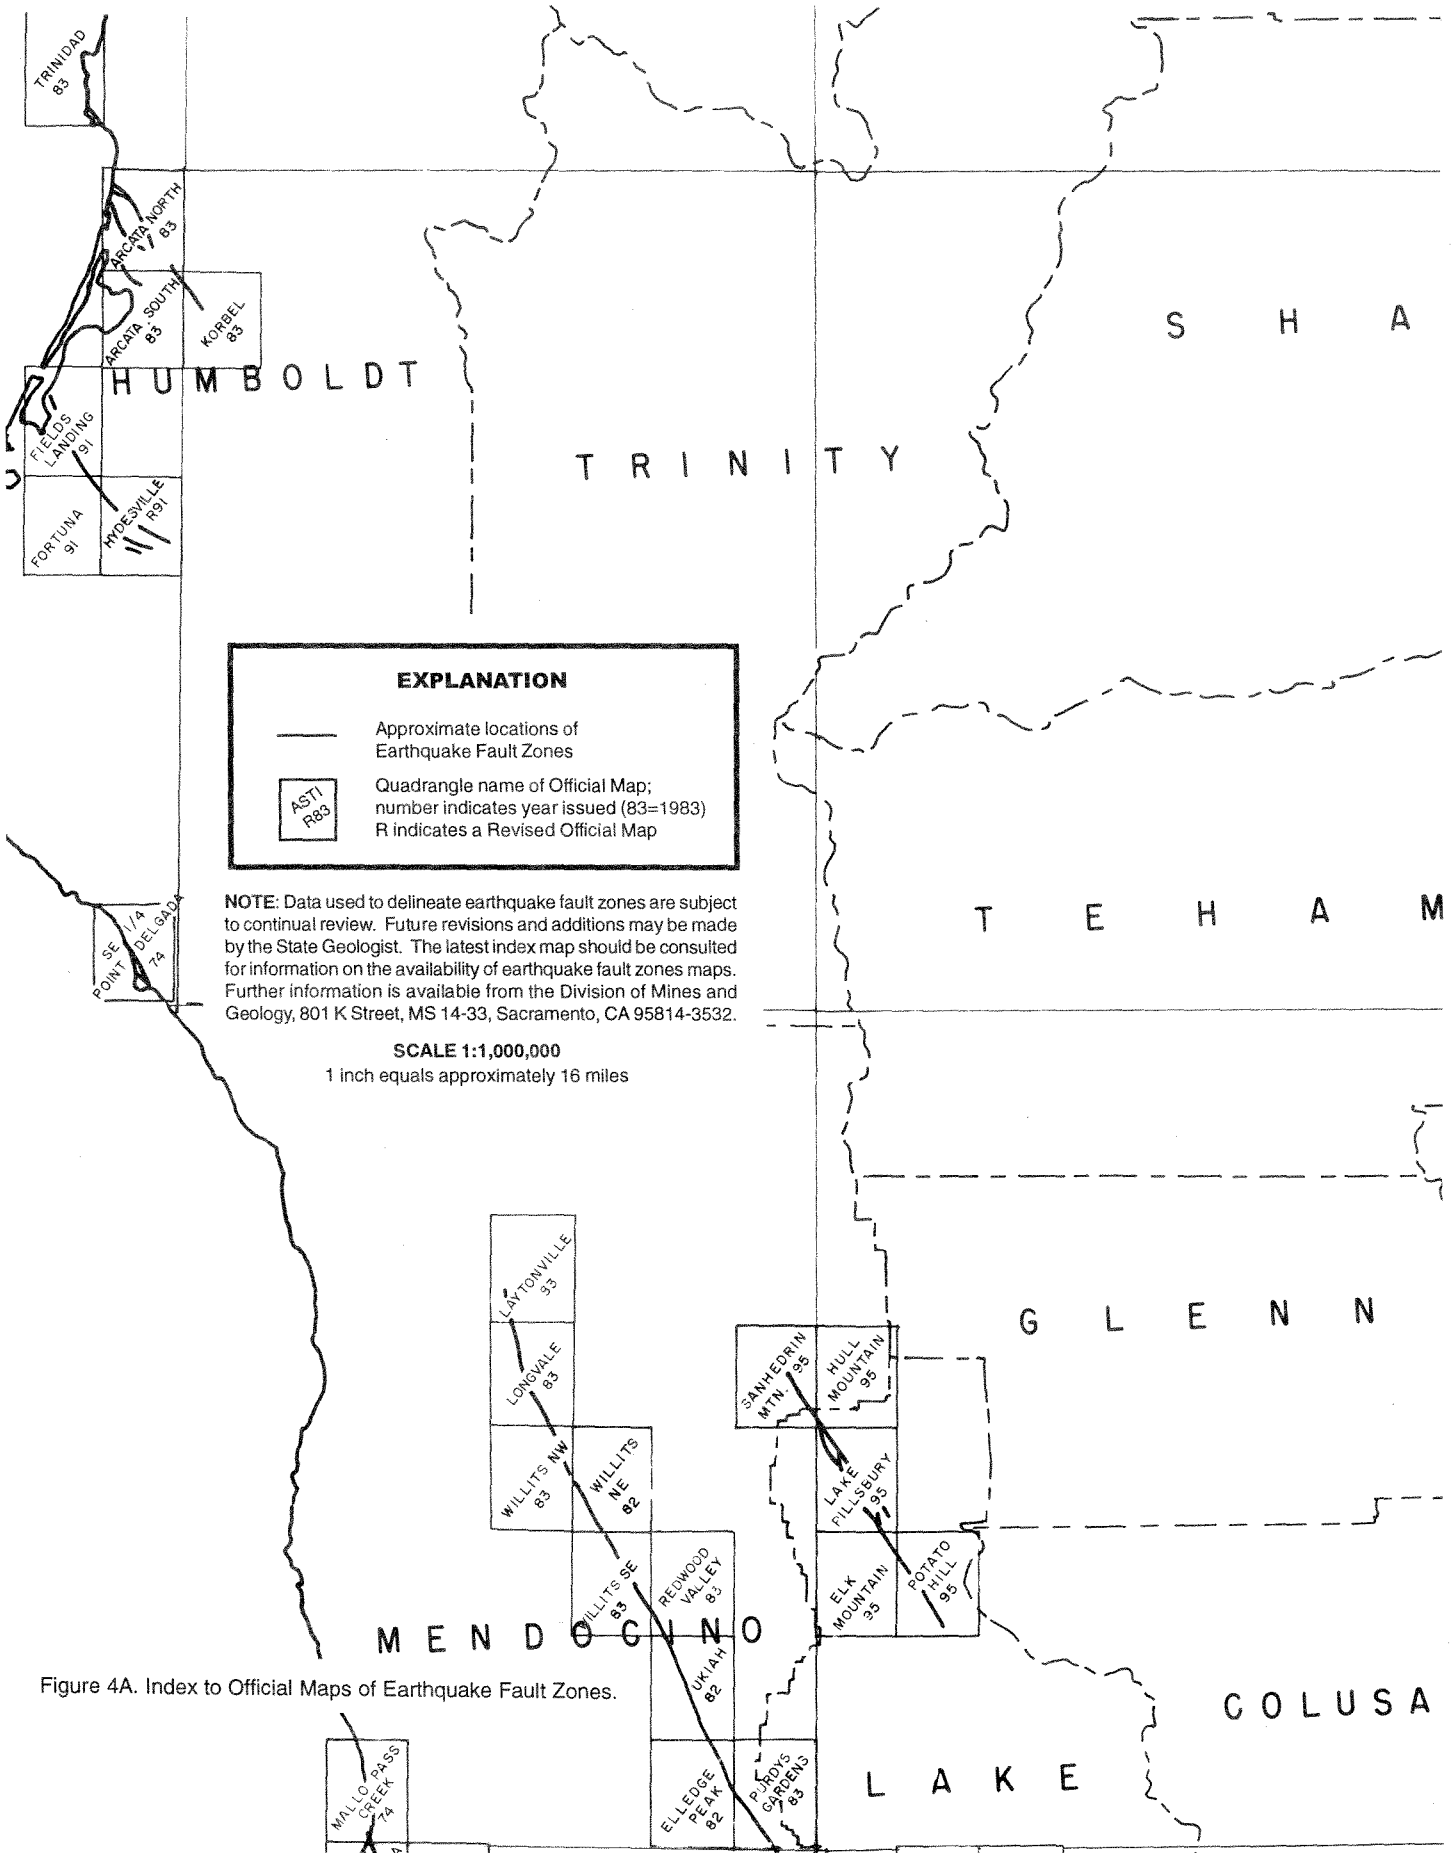 TRINIDAD
83
ARCATA NORTH
83
ARCATA SOUTH
83
KORBEL
83
HUMBOLDT
FIELDS
LANDING
91
FORTUNA
91
HYDESVILLE
R91
TRINITY
SHA
EXPLANATION
Approximate locations of
Earthquake Fault Zones
ASTI
R83
Quadrangle name of Official Map;
number indicates year issued (83=1983)
R indicates a Revised Official Map
NOTE: Data used to delineate earthquake fault zones are subject
to continual review. Future revisions and additions may be made
by the State Geologist. The latest index map should be consulted
for information on the availability of earthquake fault zones maps.
Further information is available from the Division of Mines and
Geology, 801 K Street, MS 14-33, Sacramento, CA 95814-3532.
SCALE 1:1,000,000
1 inch equals approximately 16 miles
SE 1/4
POINT DELGADA
74
TEHAM
LAYTONVILLE
83
LONGVALE
83
WILLITS NW
83
WILLITS
NE
82
WILLITS SE
83
REDWOOD
VALLEY
83
SANHEDRIN
MTN. 95
HULL
MOUNTAIN
95
GLENN
LAKE
PILLSBURY
95
ELK
MOUNTAIN
95
POTATO
HILL
95
MENDOCINO
UKIAH
82
Figure 4A. Index to Official Maps of Earthquake Fault Zones.
COLUSA
MALLO PASS
CREEK
74
ELLEDGE
PEAK
82
PURDYS
GARDENS
83
LAKE